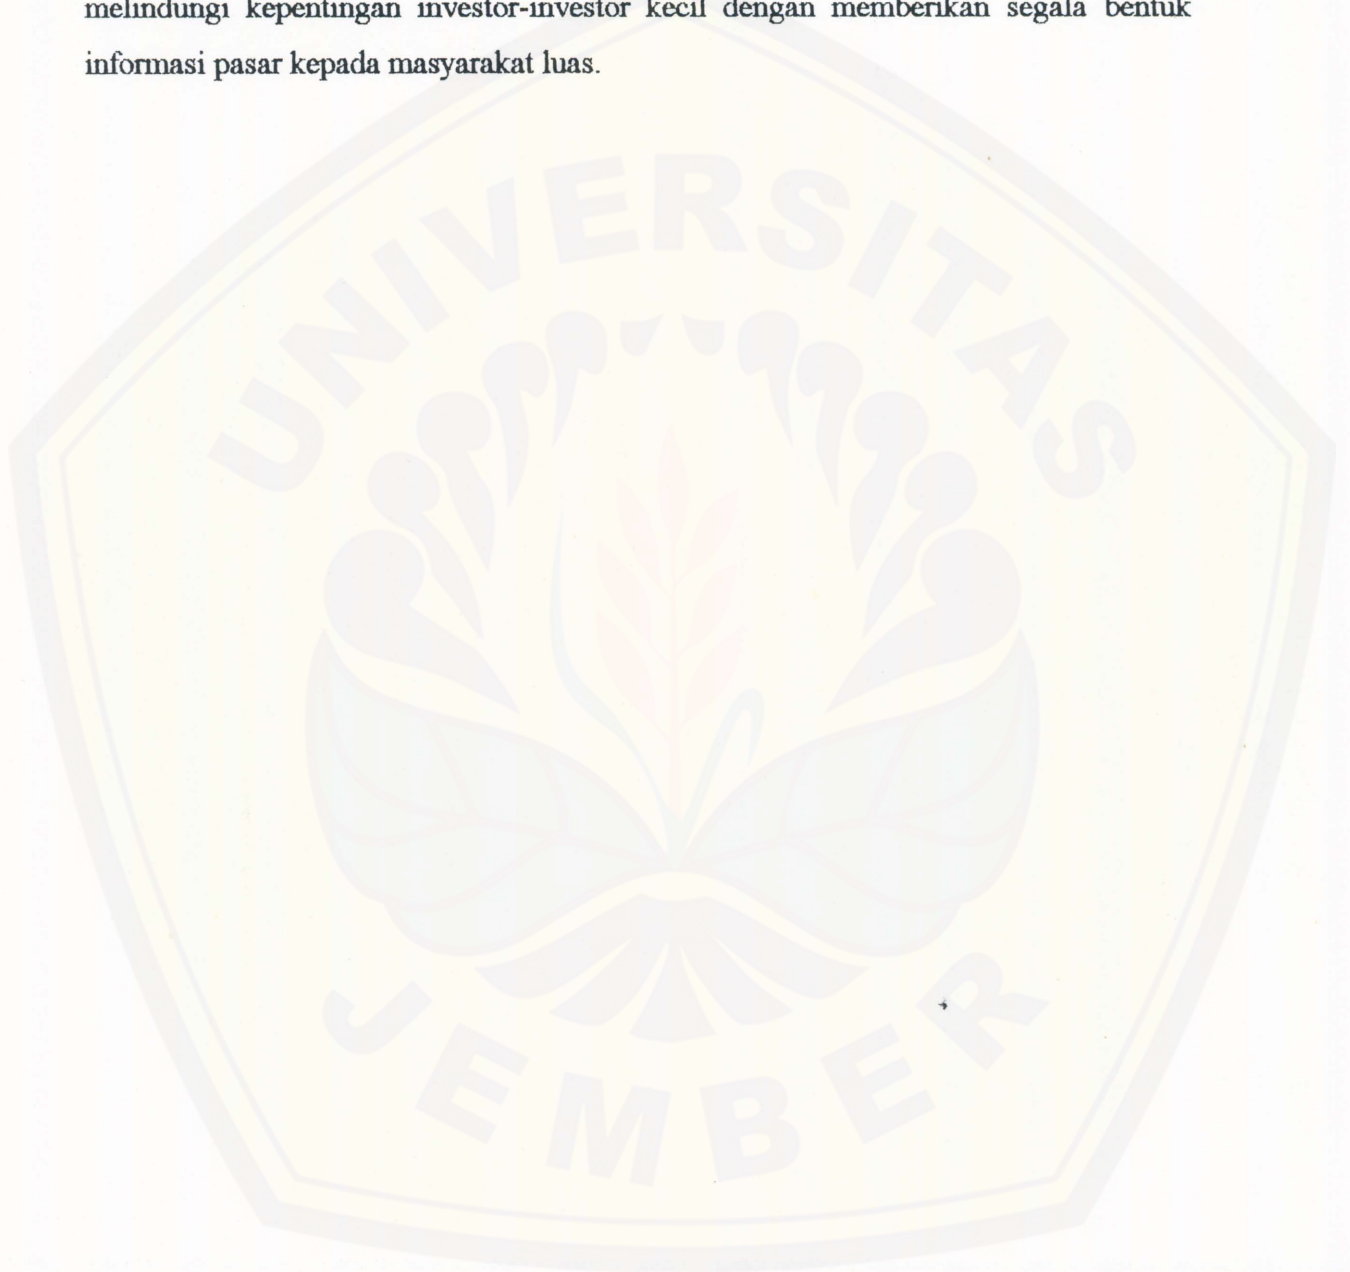 melindungi kepentingan investor-investor kecil dengan memberikan segala bentuk
informasi pasar kepada masyarakat luas.
UNIVERSITAS
JEMBER